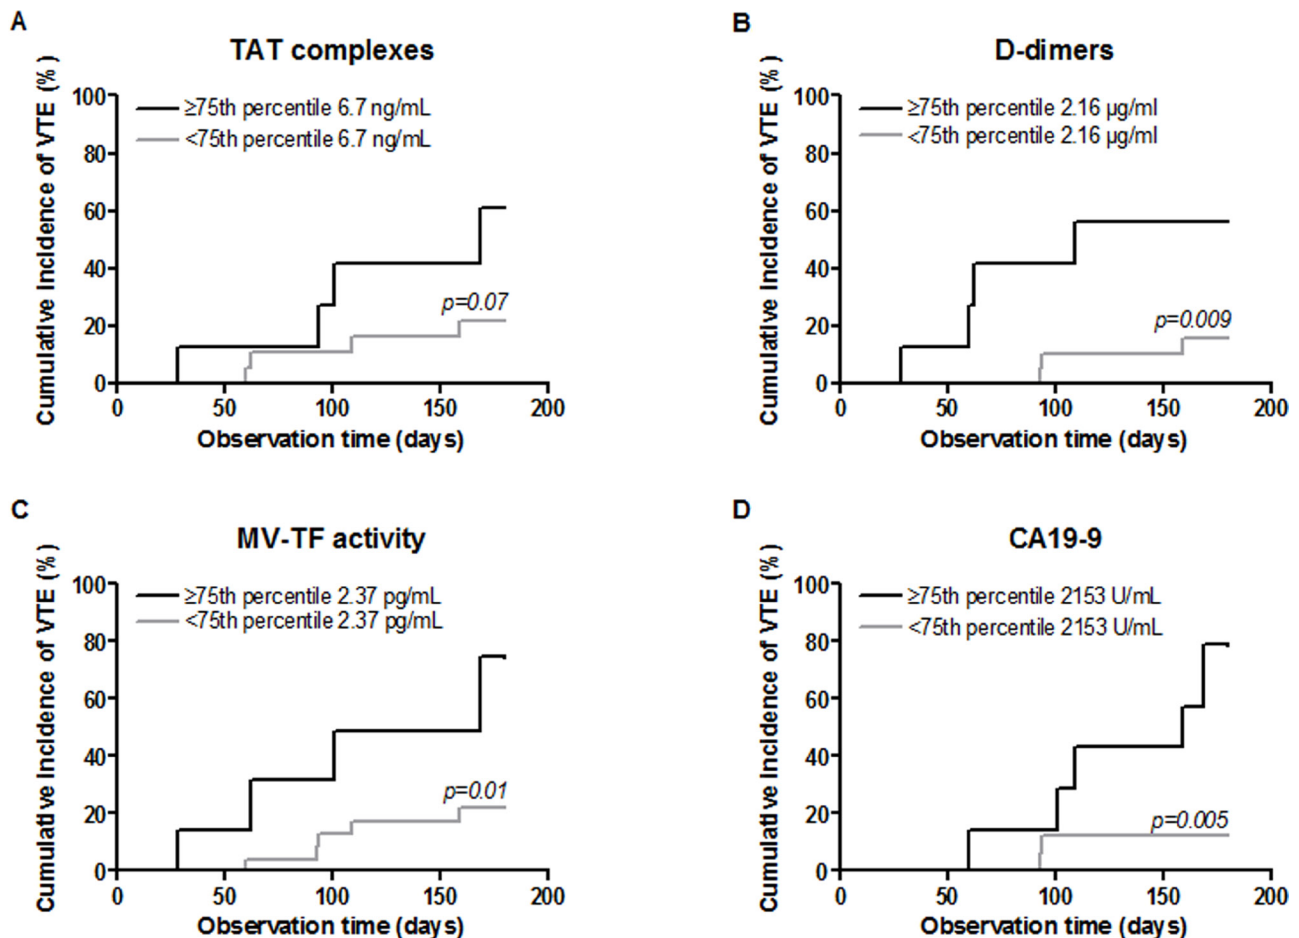 A
TAT complexes
Cumulative Incidence of VTE (%)
100
80
60
40
20
0
≥75th percentile 6.7 ng/mL
<75th percentile 6.7 ng/mL
p=0.07
0 50 100 150 200
Observation time (days)
B
D-dimers
Cumulative Incidence of VTE (%)
100
80
60
40
20
0
≥75th percentile 2.16 µg/ml
<75th percentile 2.16 µg/ml
p=0.009
0 50 100 150 200
Observation time (days)
C
MV-TF activity
Cumulative Incidence of VTE (%)
100
80
60
40
20
0
≥75th percentile 2.37 pg/mL
<75th percentile 2.37 pg/mL
p=0.01
0 50 100 150 200
Observation time (days)
D
CA19-9
Cumulative Incidence of VTE (%)
100
80
60
40
20
0
≥75th percentile 2153 U/mL
<75th percentile 2153 U/mL
p=0.005
0 50 100 150 200
Observation time (days)